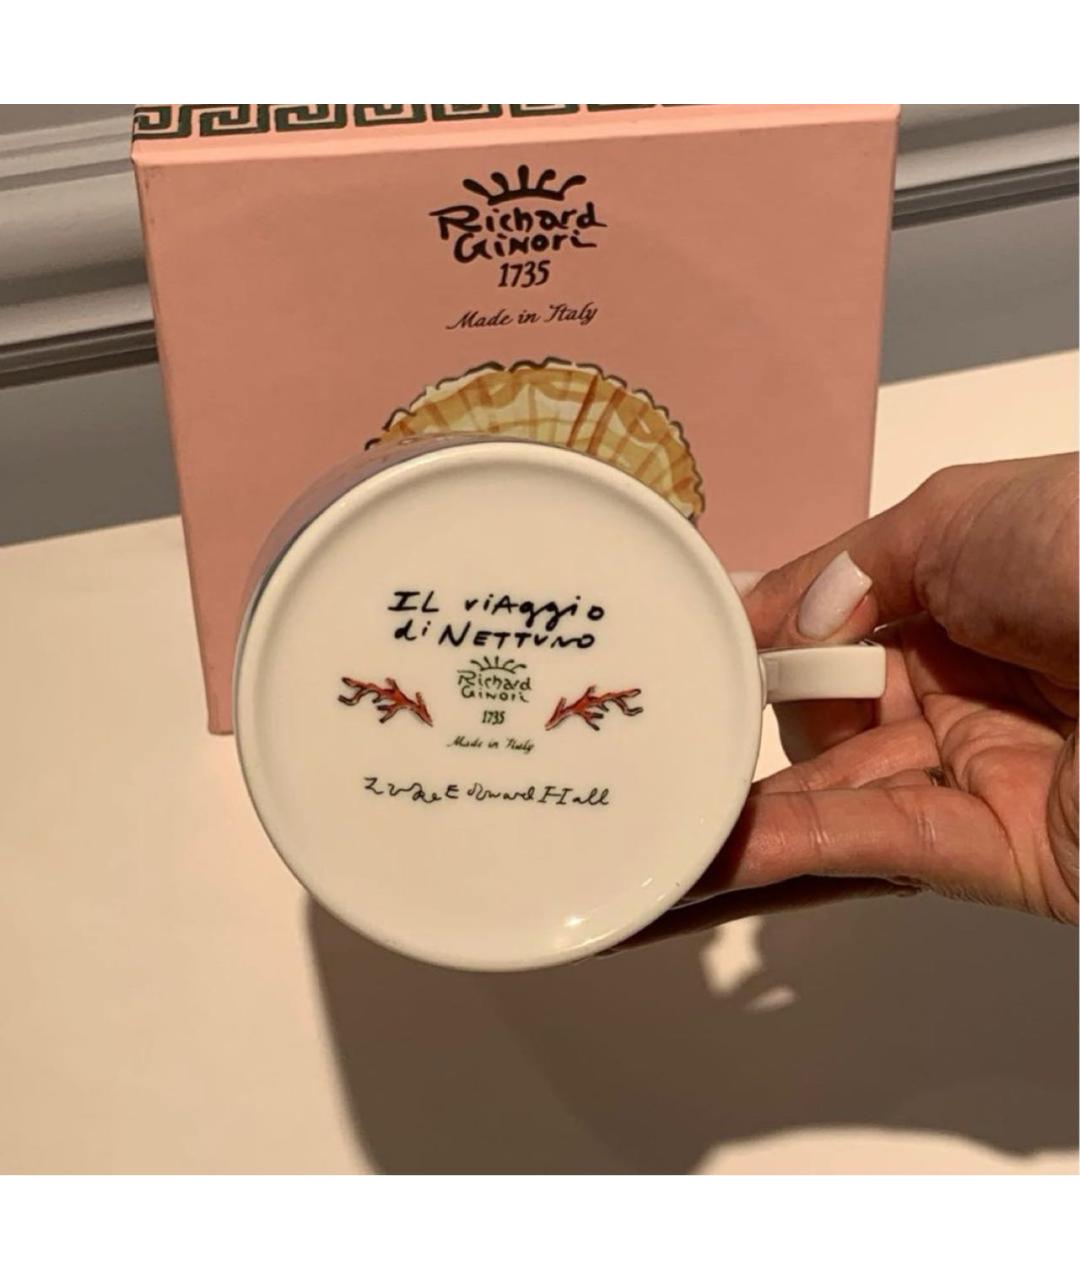 Richard
Ginori
1735
Made in Italy
IL viAggio
di NETTUNO
Richard
Ginori
1735
Made in Italy
Luke Edward Hall